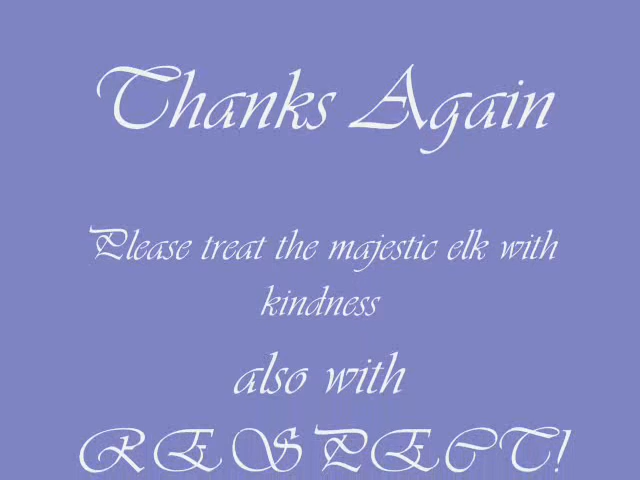 Thanks Again
Please treat the majestic elk with
kindness
also with
RESPECT!